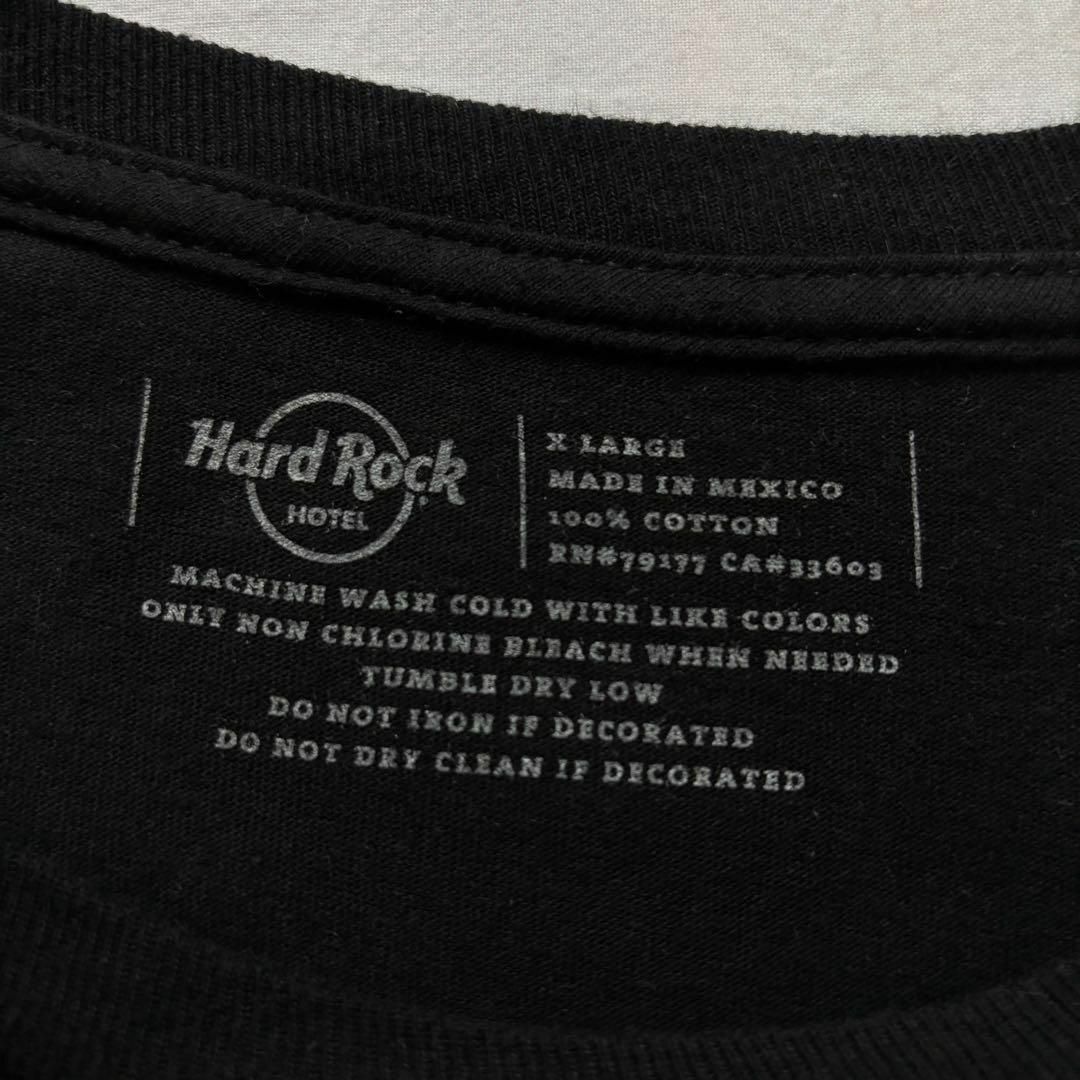 Hard Rock
HOTEL
X LARGE
MADE IN MEXICO
100% COTTON
RN#79177 CA#33603
MACHINE WASH COLD WITH LIKE COLORS
ONLY NON CHLORINE BLEACH WHEN NEEDED
TUMBLE DRY LOW
DO NOT IRON IF DECORATED
DO NOT DRY CLEAN IF DECORATED